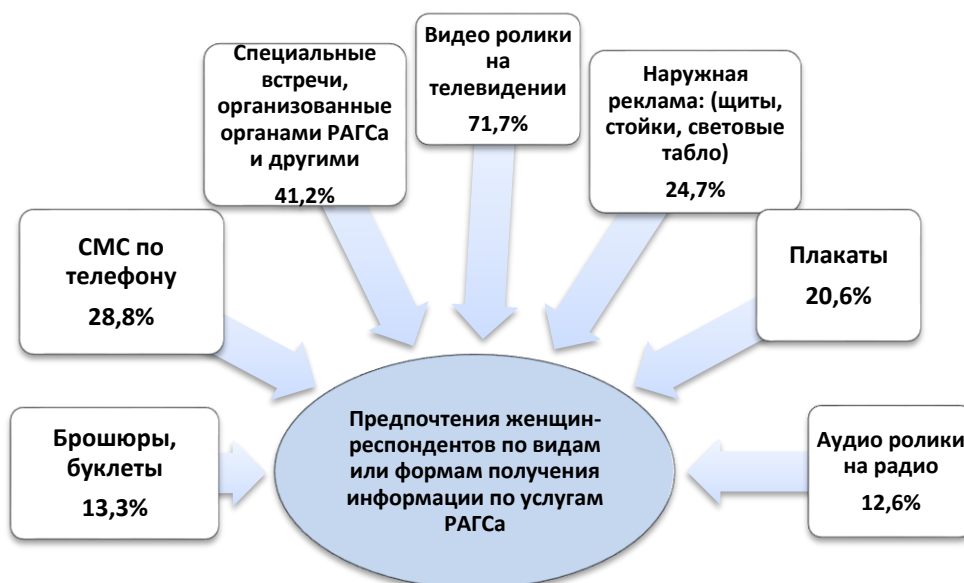 Специальные
встречи,
организованные
органами РАГСа
и другими
41,2%
Видео ролики
на
телевидении
71,7%
Наружная
реклама: (щиты,
стойки, световые
табло)
24,7%
СМС по
телефону
28,8%
Плакаты
20,6%
Брошюры,
буклеты
13,3%
Предпочтения женщин-
респондентов по видам
или формам получения
информации по услугам
РАГСа
Аудио ролики
на радио
12,6%